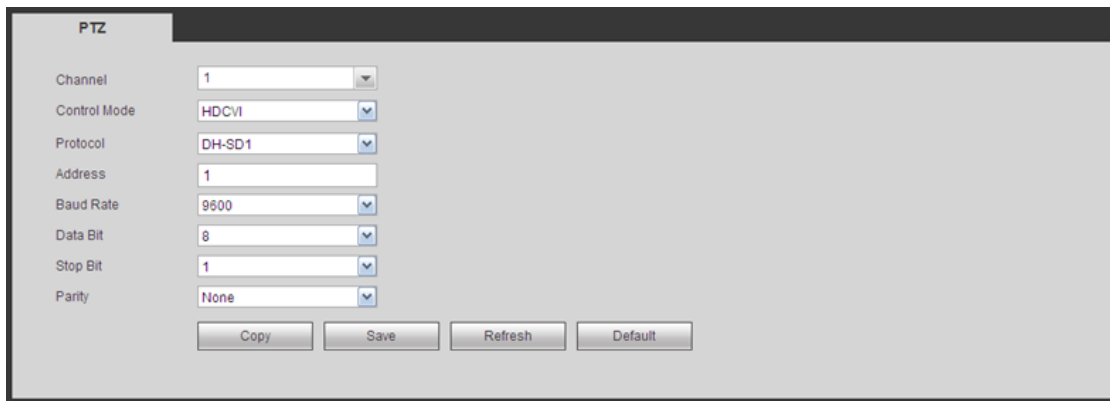 PTZ
Channel 1
Control Mode HDCVI
Protocol DH-SD1
Address 1
Baud Rate 9600
Data Bit 8
Stop Bit 1
Parity None
Copy Save Refresh Default